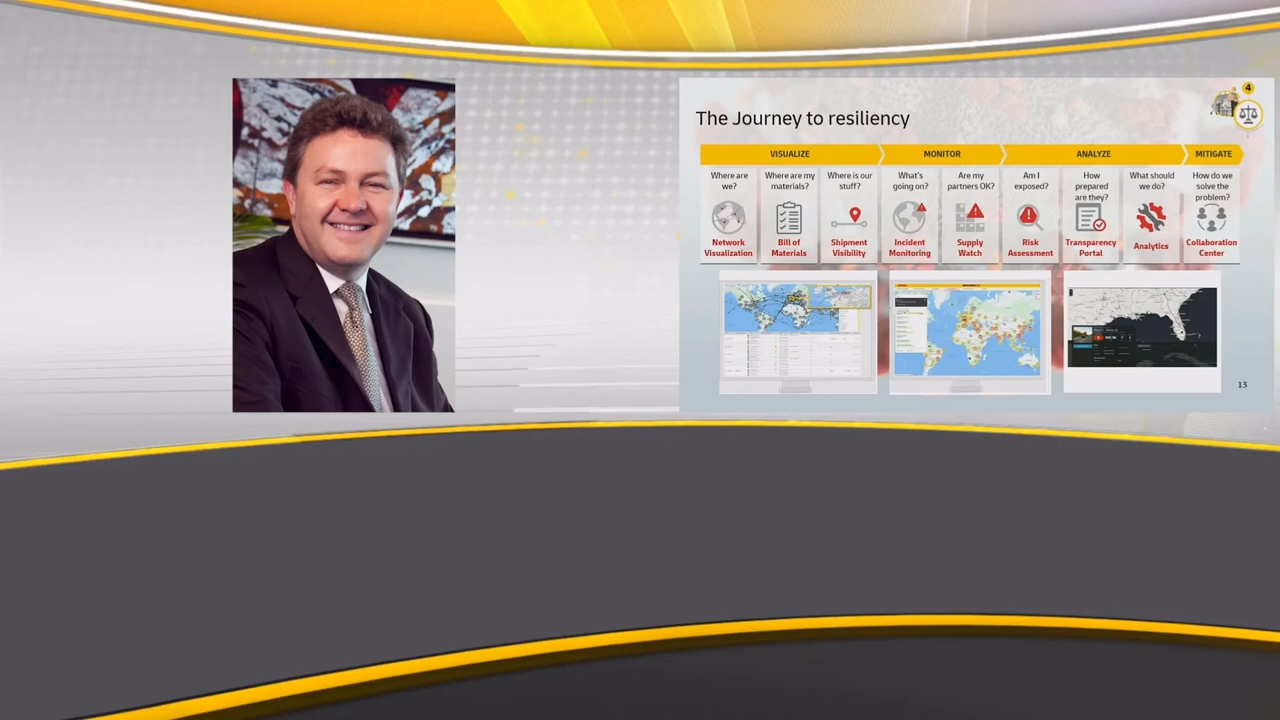 4
The Journey to resiliency
VISUALIZE
MONITOR
ANALYZE
MITIGATE
Where are
we?
Network
Visualization
Where are my
materials?
Bill of
Materials
Where is our
stuff?
Shipment
Visibility
What's
going on?
Incident
Monitoring
Are my
partners OK?
Supply
Watch
Am I
exposed?
Risk
Assessment
How
prepared
are they?
Transparency
Portal
What should
we do?
Analytics
How do we
solve the
problem?
Collaboration
Center
13